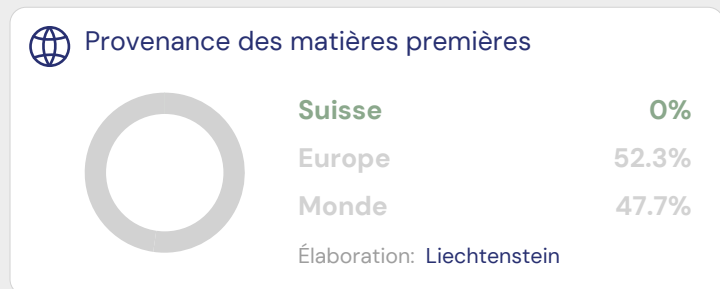 Provenance des matières premières
Suisse 0%
Europe 52.3%
Monde 47.7%
Élaboration: Liechtenstein